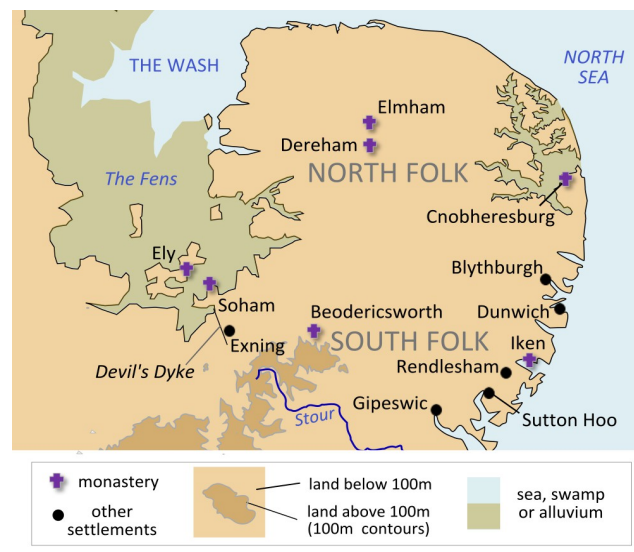 THE WASH
NORTH
SEA
Elmham
Dereham
NORTH FOLK
The Fens
Cnobheresburg
Ely
Blythburgh
Soham
Beodericsworth
Dunwich
Exning
SOUTH FOLK
Iken
Devil's Dyke
Rendlesham
Stour
Gipeswic
Sutton Hoo
monastery
other
settlements
land below 100m
land above 100m
(100m contours)
sea, swamp
or alluvium